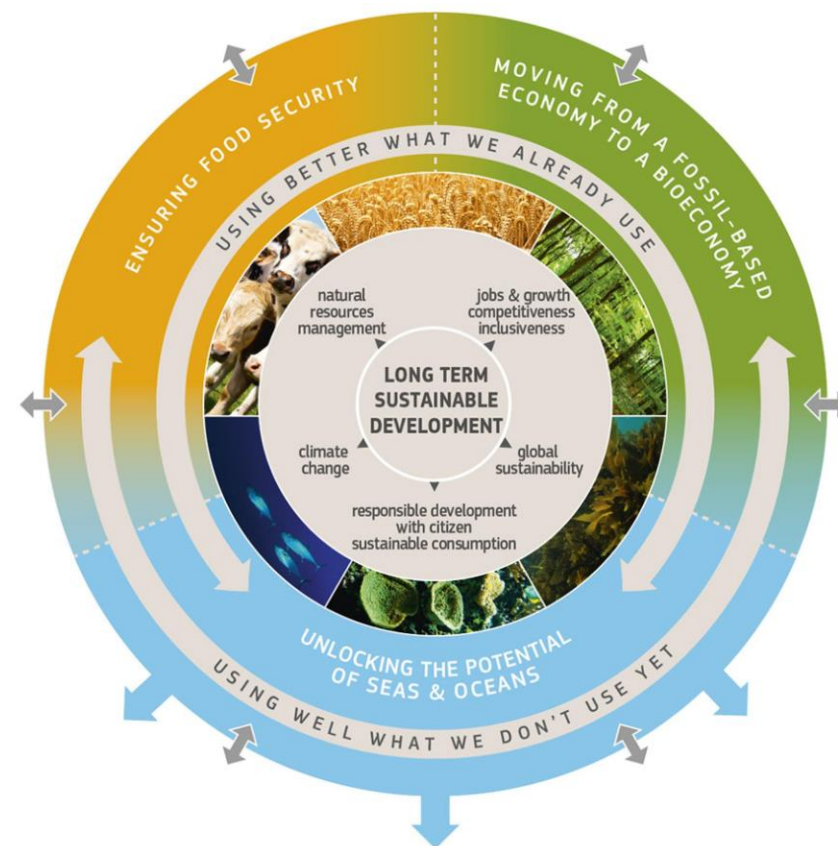 ENSURING FOOD SECURITY
MOVING FROM A FOSSIL-BASED
ECONOMY TO A BIOECONOMY
USING BETTER WHAT WE ALREADY USE
natural
resources
management
jobs & growth
competitiveness
inclusiveness
LONG TERM
SUSTAINABLE
DEVELOPMENT
climate
change
global
sustainability
responsible development
with citizen
sustainable consumption
UNLOCKING THE POTENTIAL
OF SEAS & OCEANS
USING WELL WHAT WE DON'T USE YET